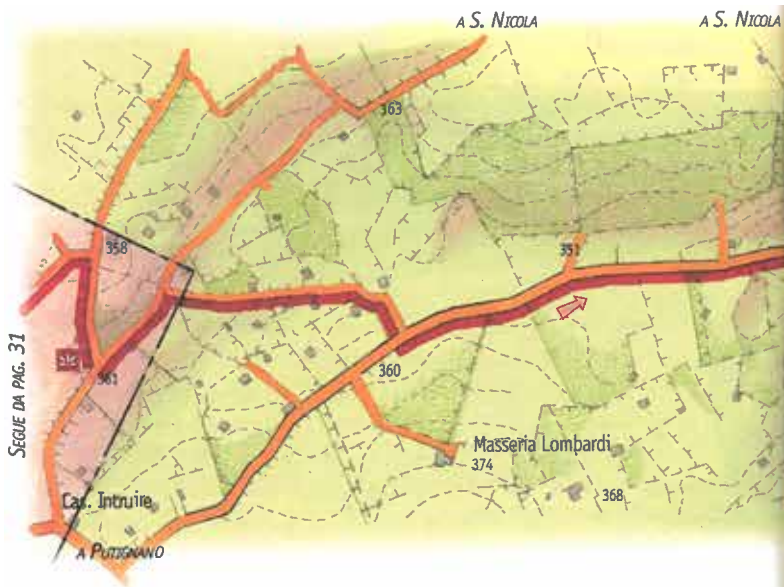 A S. NICOLA
A S. NICOLA
363
358
351
SEGUE DA PAG. 31
361
360
Masseria Lombardi
374
368
Cas. Intruire
A PUTIGNANO